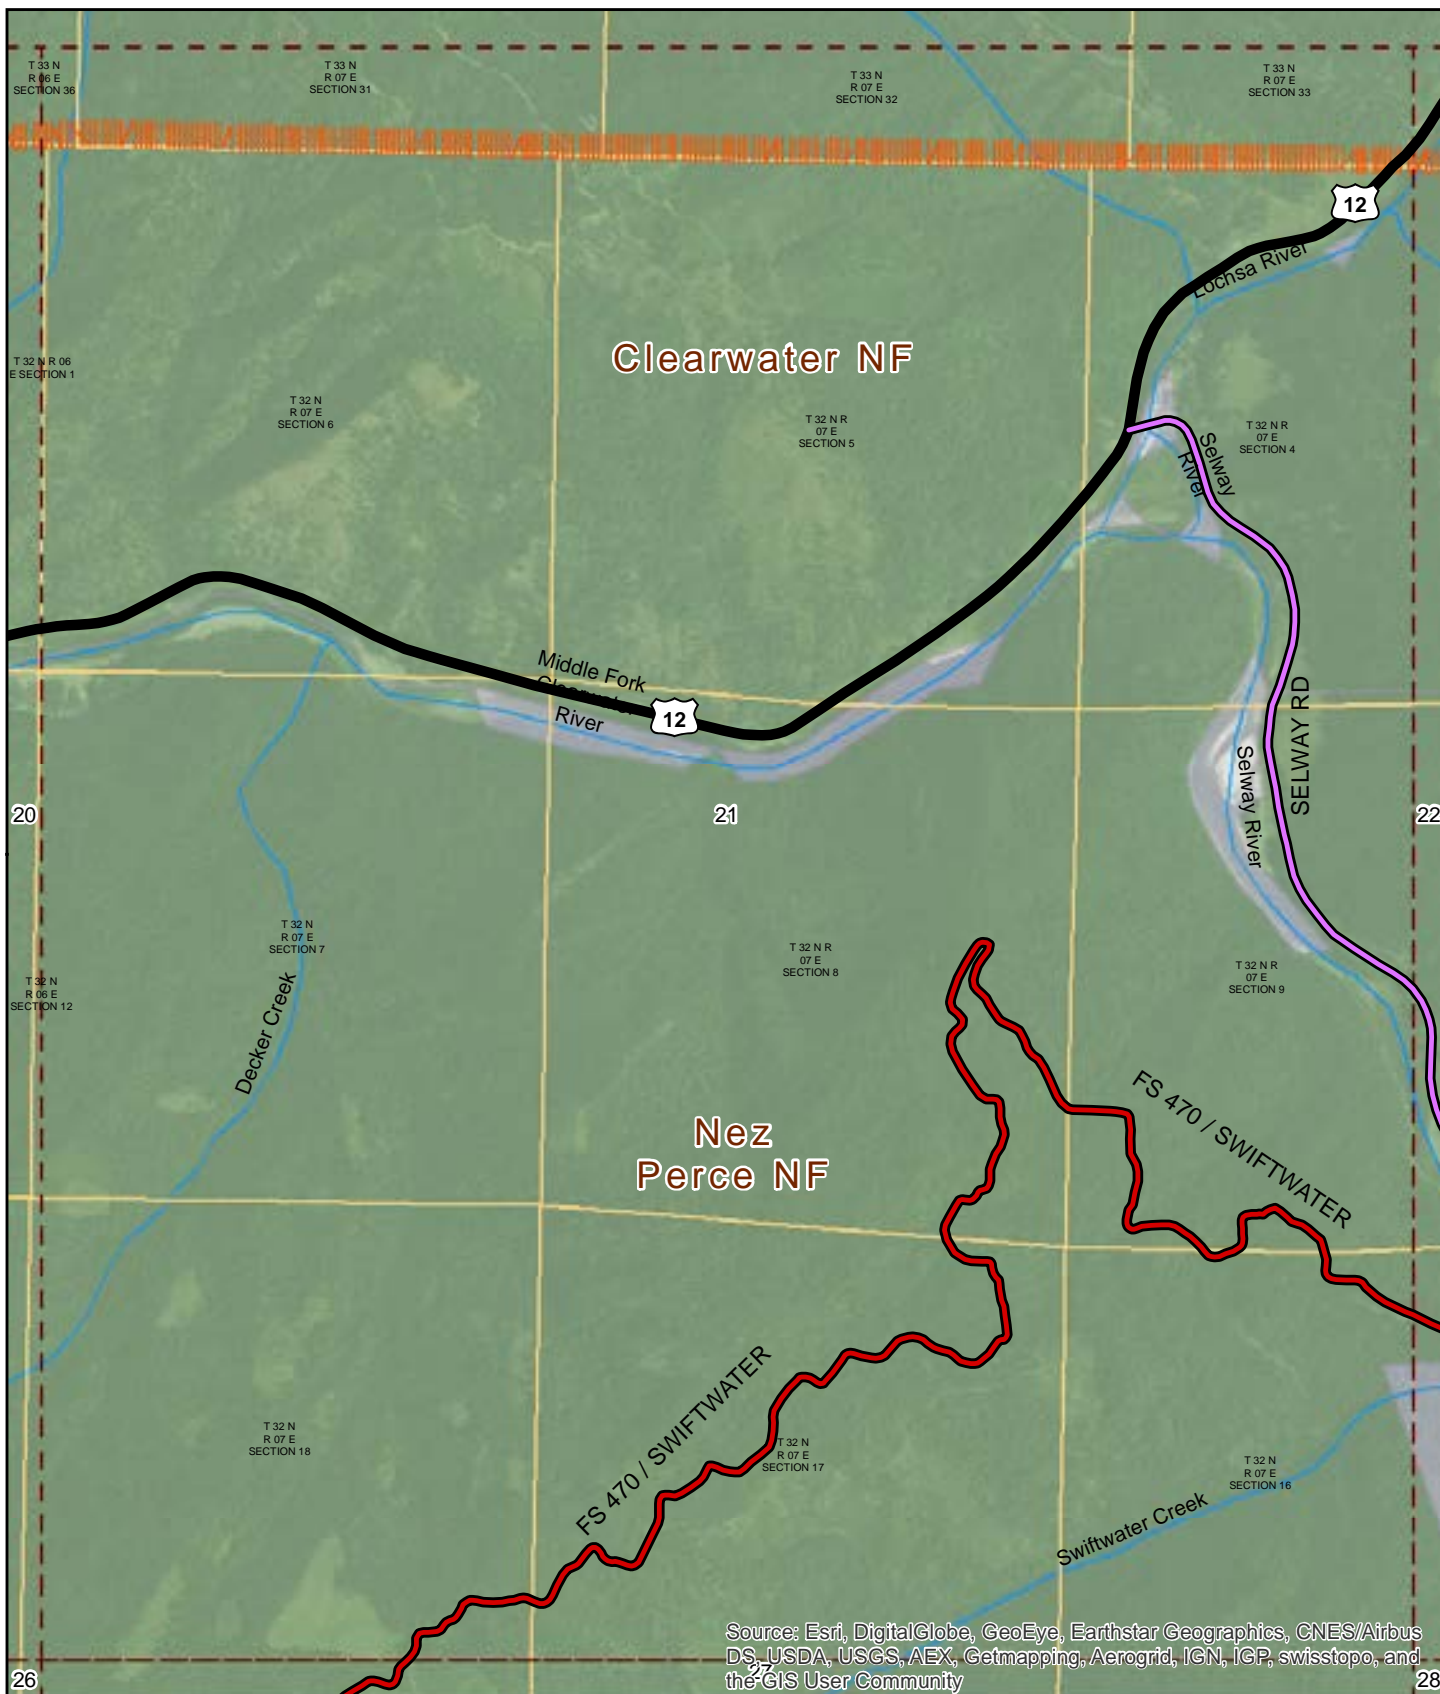 T 33 N
R 06 E
SECTION 36
T 33 N
R 07 E
SECTION 31
T 33 N
R 07 E
SECTION 32
T 33 N
R 07 E
SECTION 33
12
Lochsa River
Clearwater NF
T 32 N R 06
E SECTION 1
T 32 N
R 07 E
SECTION 6
T 32 N R
07 E
SECTION 5
T 32 N R
07 E
SECTION 4
Selway
River
Middle Fork
Clearwater
River
12
SELWAY RD
Selway River
20
21
22
T 32 N
R 07 E
SECTION 7
T 32 N R
07 E
SECTION 8
T 32 N R
07 E
SECTION 9
T 32 N
R 06 E
SECTION 12
Decker Creek
FS 470 / SWIFTWATER
Nez
Perce NF
FS 470 / SWIFTWATER
T 32 N
R 07 E
SECTION 18
T 32 N
R 07 E
SECTION 17
T 32 N
R 07 E
SECTION 16
Swiftwater Creek
Source: Esri, DigitalGlobe, GeoEye, Earthstar Geographics, CNES/Airbus
DS, USDA, USGS, AEX, Getmapping, Aerogrid, IGN, IGP, swisstopo, and
the GIS User Community
26
27
28